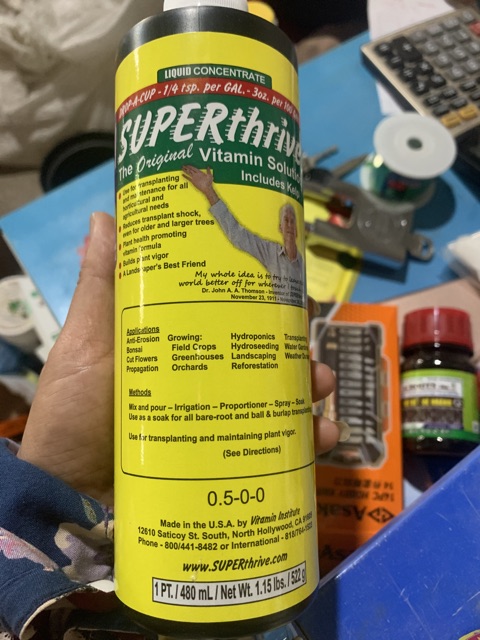 LIQUID CONCENTRATE
DROP-A-CUP - 1/4 tsp. per GAL. - 3oz. per 100
SUPERthrive
The Original Vitamin Solution
Includes Kelp
Use for transplanting
and maintenance for all
horticultural and
agricultural needs
Reduces transplant shock,
even for older and larger trees
Plant health promoting
vitamin formula
Builds plant vigor
A Landscaper's Best Friend
My whole idea is to try to
world better off for wherever I
Dr. John A. A. Thomson -
November 23, 1911 -
Applications
Anti-Erosion Growing: Hydroponics Transplanting
Bonsai Field Crops Hydroseeding Water
Cut Flowers Greenhouses Landscaping Weather
Propagation Orchards Reforestation
Methods
Mix and pour – Irrigation – Proportioner – Spray – Soak
Use as a soak for all bare-root and ball & burlap
Use for transplanting and maintaining plant vigor.
(See Directions)
0.5-0-0
Made in the U.S.A. by Vitamin Institute
12610 Saticoy St. South, North Hollywood, CA
Phone - 800/441-8482 or International - 818/764-
www.SUPERthrive.com
1 PT. / 480 mL / Net Wt. 1.15 lbs. / 522 g
Asak